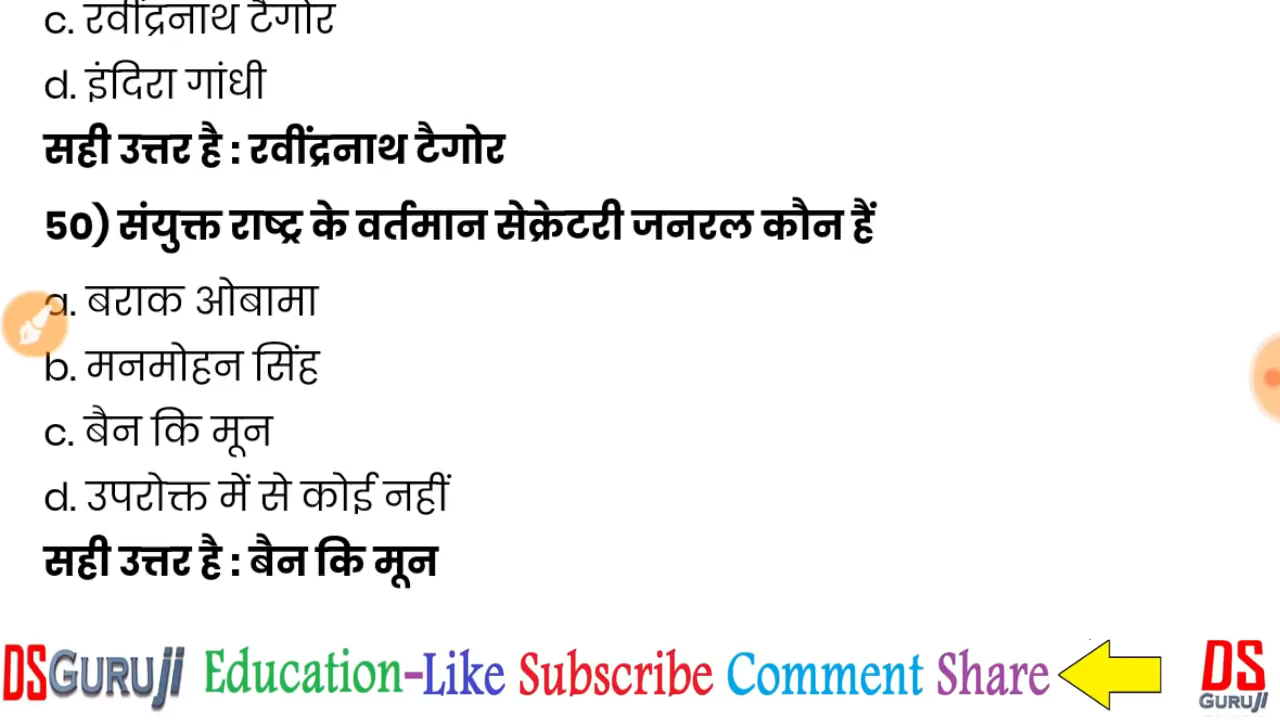 c. रवींद्रनाथ टैगोर
d. इंदिरा गांधी
सही उत्तर है : रवींद्रनाथ टैगोर
50) संयुक्त राष्ट्र के वर्तमान सेक्रेटरी जनरल कौन हैं
a. बराक ओबामा
b. मनमोहन सिंह
c. बैन कि मून
d. उपरोक्त में से कोई नहीं
सही उत्तर है : बैन कि मून
DSGURUJI Education-Like Subscribe Comment Share DS
GURUJI